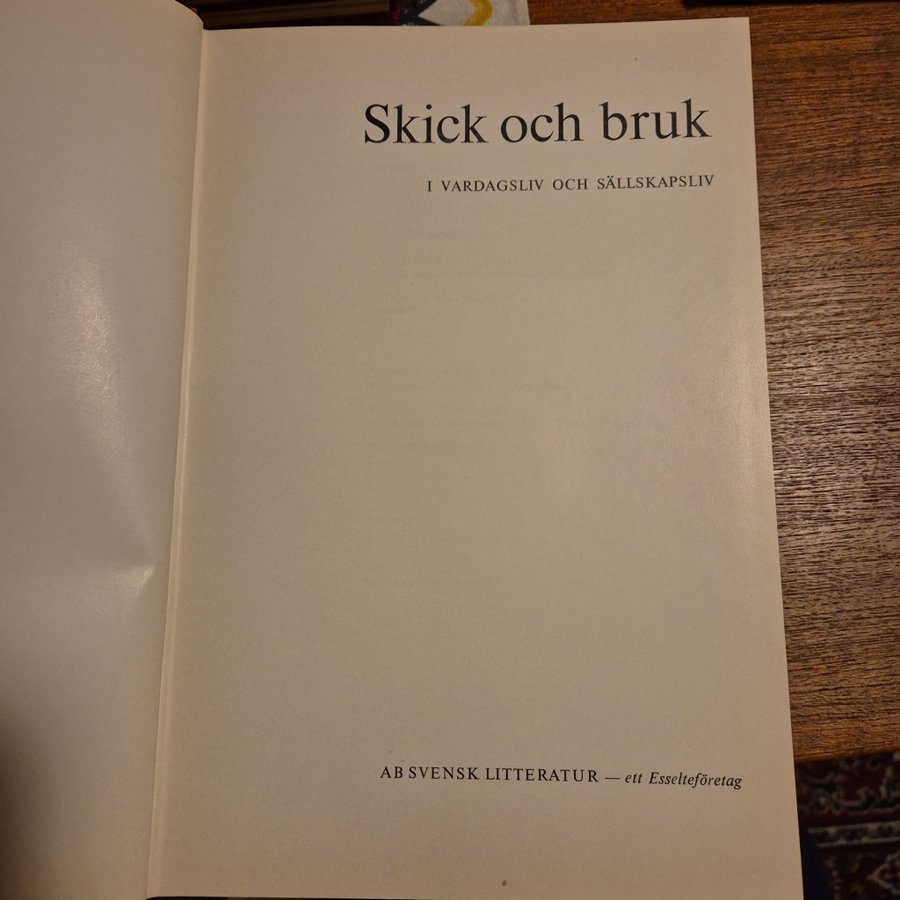 Skick och bruk
I VARDAGSLIV OCH SÄLLSKAPSLIV
AB SVENSK LITTERATUR — ett Esselteföretag